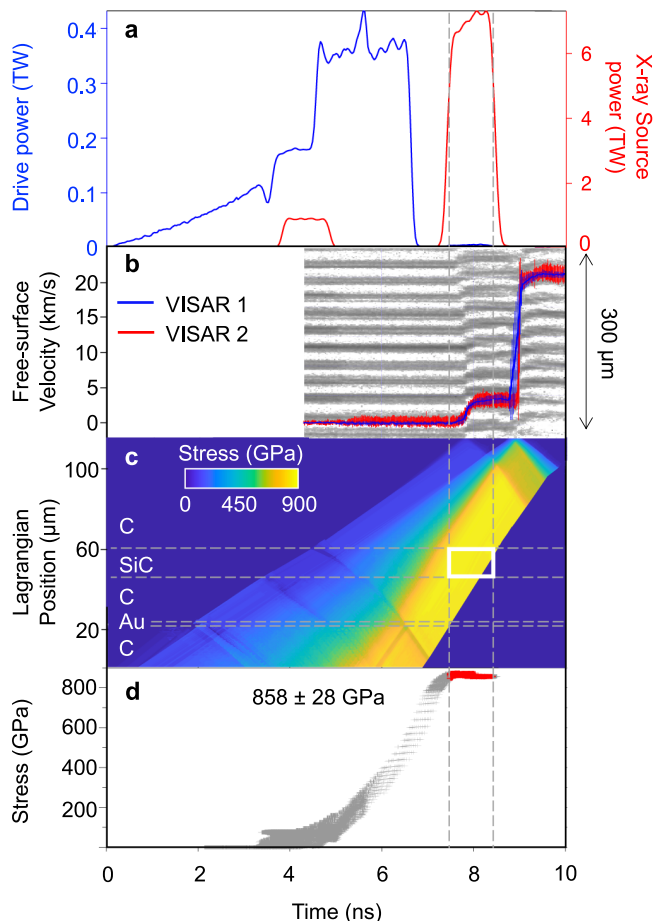 a
Drive power (TW)
0.4
0.3
0.2
0.1
0
X-ray Source
power (TW)
6
4
2
0
b
Free-surface
Velocity (km/s)
20
15
10
5
0
VISAR 1
VISAR 2
300 μm
c
Stress (GPa)
0 450 900
Lagrangian
Position (μm)
100
60
20
C
SiC
C
Au
C
d
858 ± 28 GPa
Stress (GPa)
800
600
400
200
0 2 4 6 8 10
Time (ns)